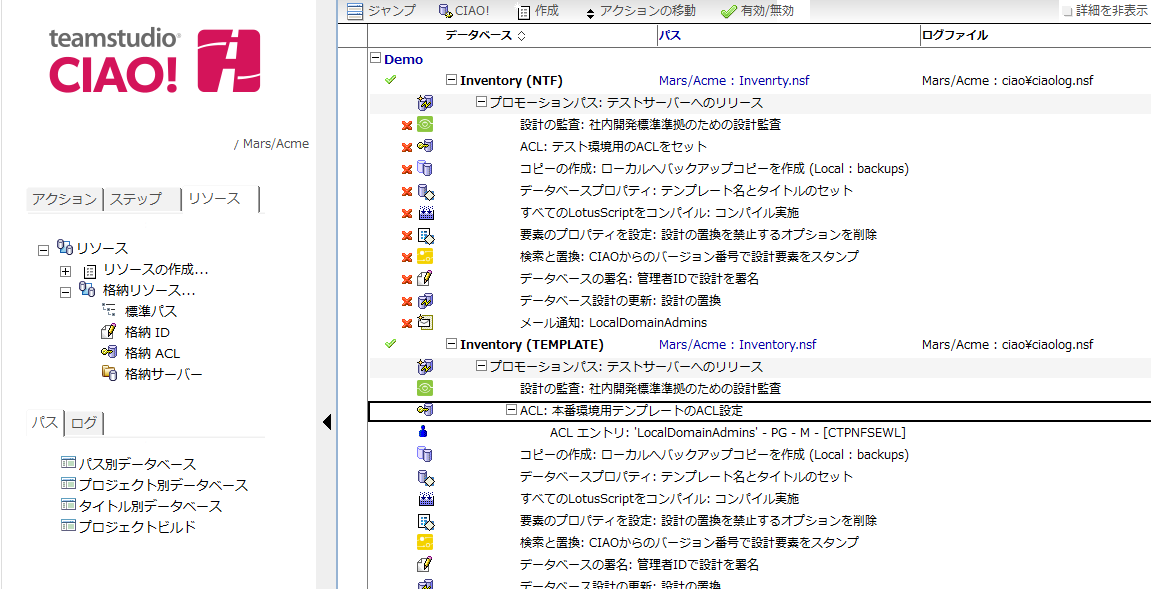 teamstudio
CIAO!
/ Mars/Acme
アクション
ステップ
リソース
リソース
リソースの作成...
格納リソース...
標準パス
格納 ID
格納 ACL
格納サーバー
パス
ログ
パス別データベース
プロジェクト別データベース
タイトル別データベース
プロジェクトビルド
ジャンプ CIAO! 作成 アクションの移動 有効/無効 詳細を非表示
データベース パス ログファイル
Demo
Inventory (NTF) Mars/Acme : Invenrty.nsf Mars/Acme : ciao¥ciaolog.nsf
プロモーションパス: テストサーバーへのリリース
設計の監査: 社内開発標準準拠のための設計監査
ACL: テスト環境用のACLをセット
コピーの作成: ローカルへバックアップコピーを作成 (Local : backups)
データベースプロパティ: テンプレート名とタイトルのセット
すべてのLotusScriptをコンパイル: コンパイル実施
要素のプロパティを設定: 設計の置換を禁止するオプションを削除
検索と置換: CIAOからのバージョン番号で設計要素をスタンプ
データベースの署名: 管理者IDで設計を署名
データベース設計の更新: 設計の置換
メール通知: LocalDomainAdmins
Inventory (TEMPLATE) Mars/Acme : Inventory.nsf Mars/Acme : ciao¥ciaolog.nsf
プロモーションパス: テストサーバーへのリリース
設計の監査: 社内開発標準準拠のための設計監査
ACL: 本番環境用テンプレートのACL設定
ACL エントリ: 'LocalDomainAdmins' - PG - M - [CTPNFSEWL]
コピーの作成: ローカルへバックアップコピーを作成 (Local : backups)
データベースプロパティ: テンプレート名とタイトルのセット
すべてのLotusScriptをコンパイル: コンパイル実施
要素のプロパティを設定: 設計の置換を禁止するオプションを削除
検索と置換: CIAOからのバージョン番号で設計要素をスタンプ
データベースの署名: 管理者IDで設計を署名
データベース設計の更新: 設計の置換